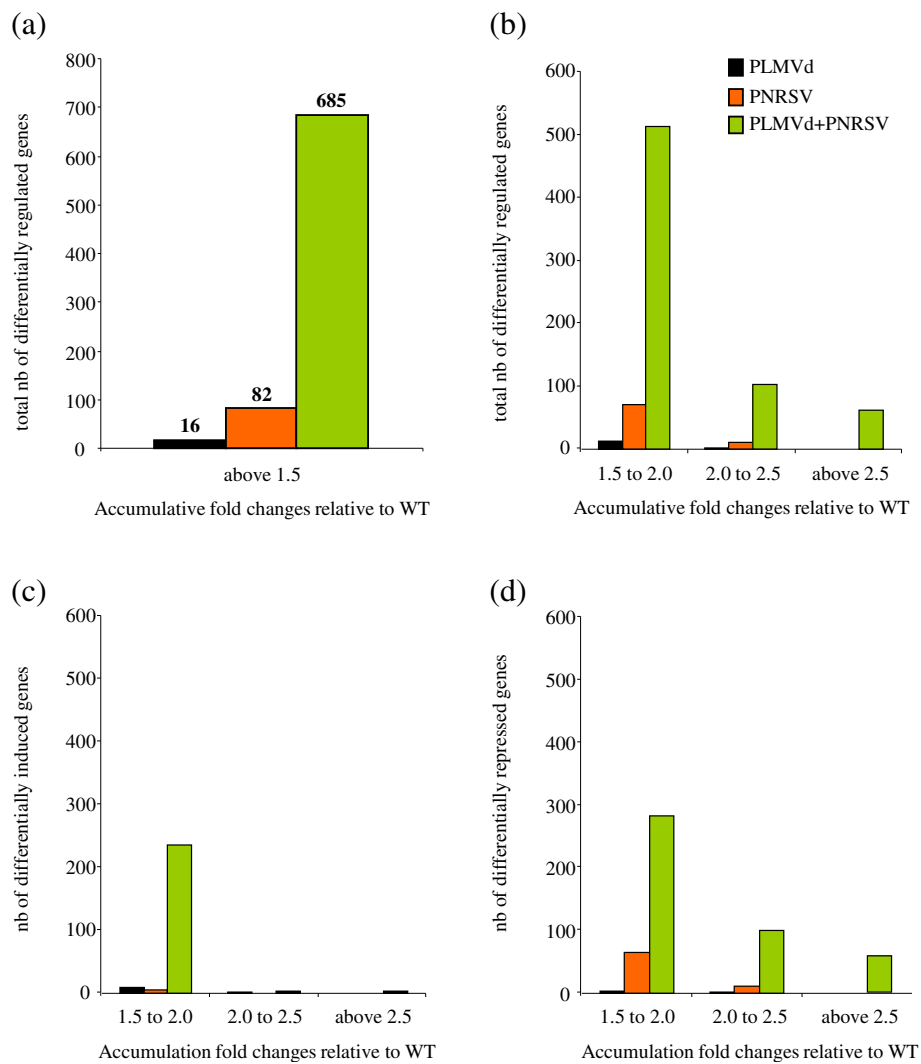 (a)
800
700
600
500
400
300
200
100
0
total nb of differentially regulated genes
16
82
685
above 1.5
Accumulative fold changes relative to WT
(b)
600
500
400
300
200
100
0
total nb of differentially regulated genes
PLMVd
PNRSV
PLMVd+PNRSV
1.5 to 2.0
2.0 to 2.5
above 2.5
Accumulative fold changes relative to WT
(c)
600
500
400
300
200
100
0
nb of differentially induced genes
1.5 to 2.0
2.0 to 2.5
above 2.5
Accumulation fold changes relative to WT
(d)
600
500
400
300
200
100
0
nb of differentially repressed genes
1.5 to 2.0
2.0 to 2.5
above 2.5
Accumulation fold changes relative to WT